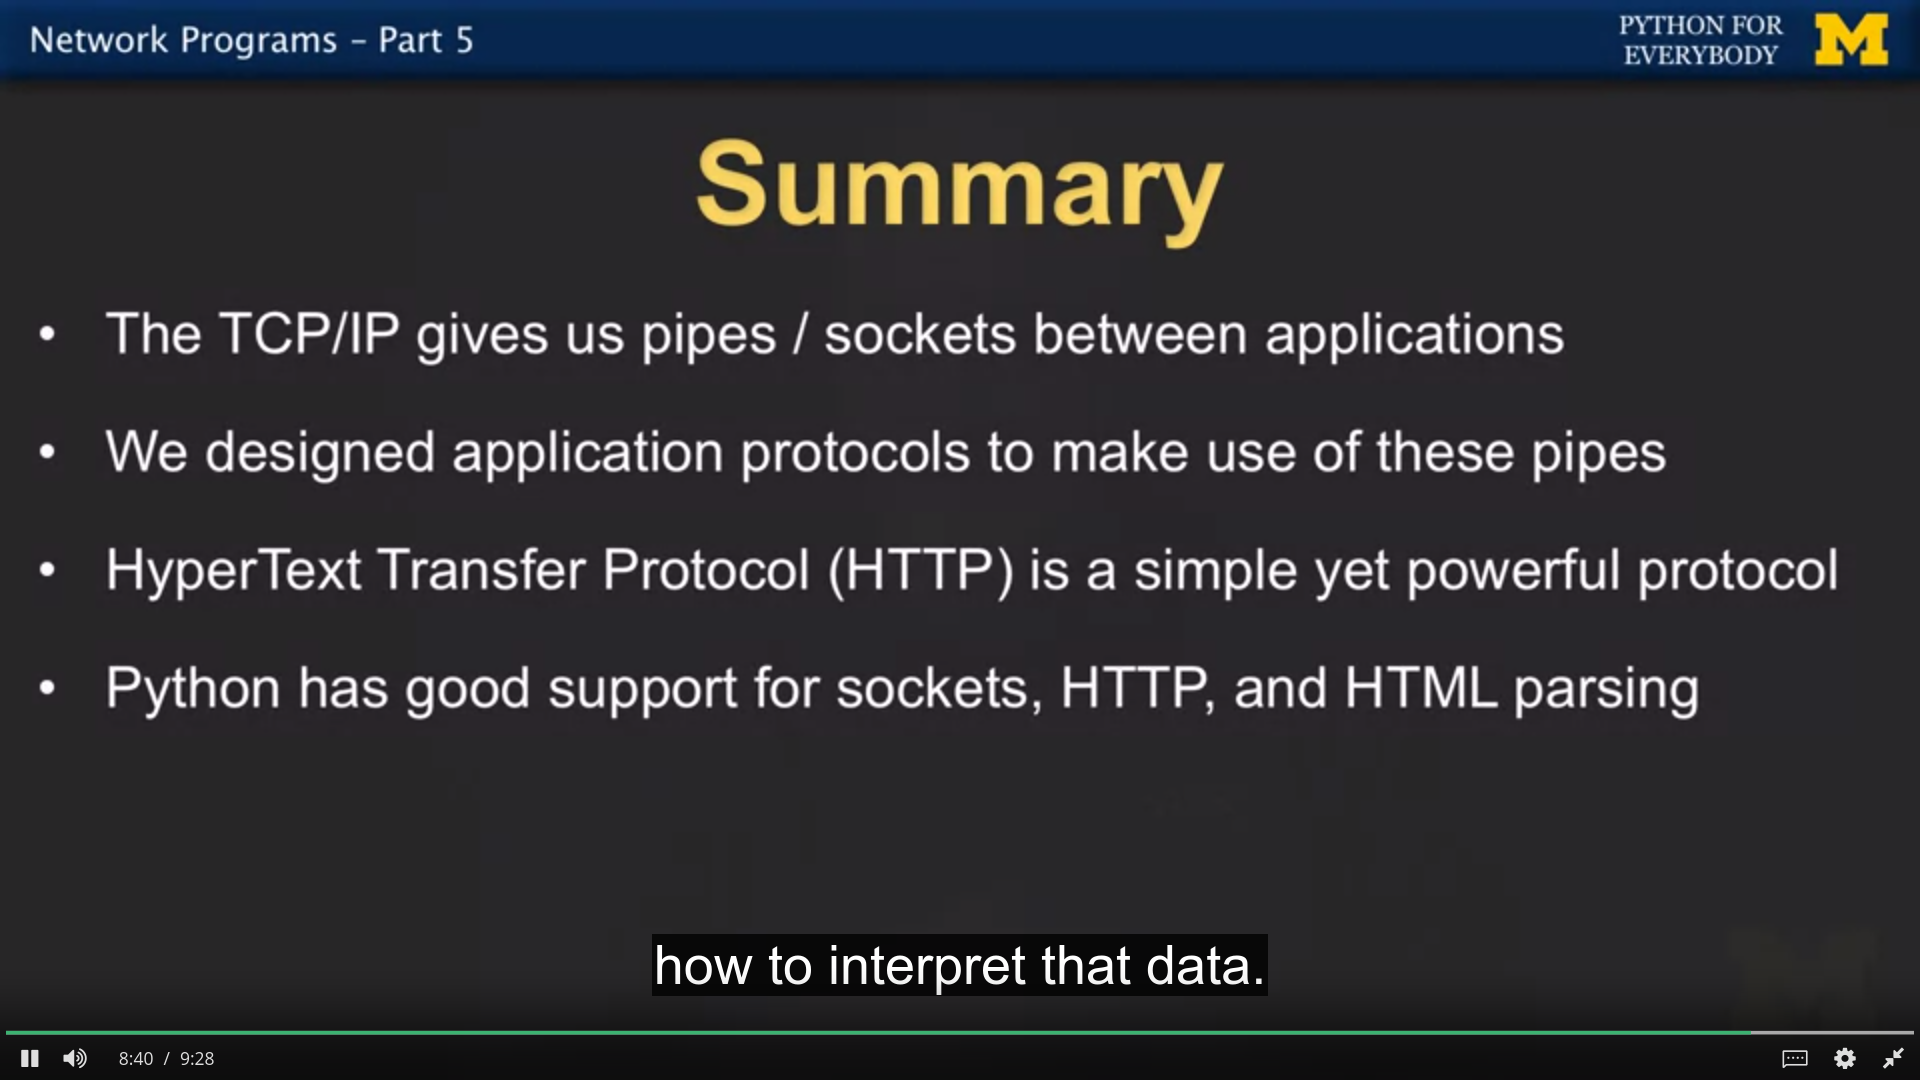 Network Programs – Part 5
PYTHON FOR
EVERYBODY
M
Summary
• The TCP/IP gives us pipes / sockets between applications
• We designed application protocols to make use of these pipes
• HyperText Transfer Protocol (HTTP) is a simple yet powerful protocol
• Python has good support for sockets, HTTP, and HTML parsing
how to interpret that data.
8:40 / 9:28